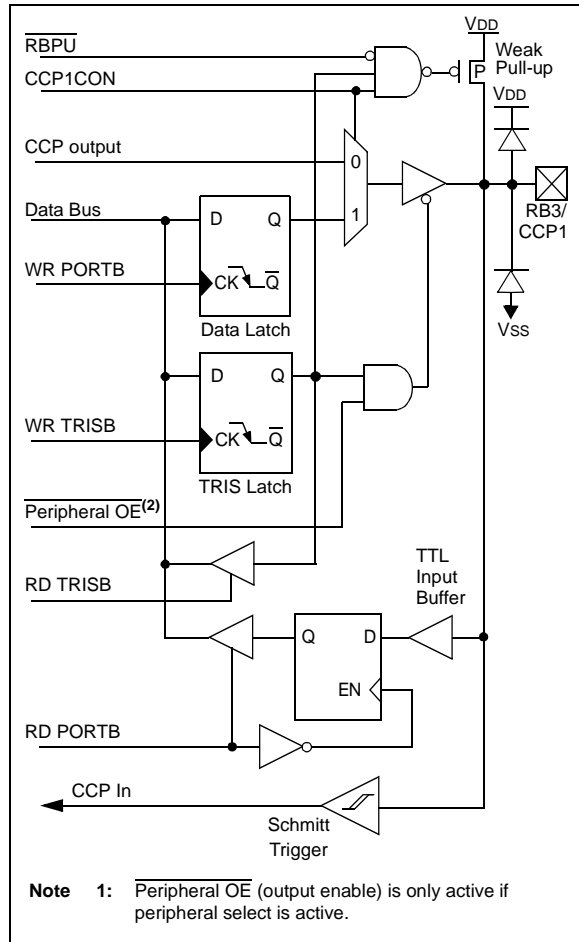 VDD
RBPU
Weak
Pull-up
P
CCP1CON
VDD
CCP output
0
Data Bus
D Q
1
RB3/
CCP1
WR PORTB
CK Q
Data Latch
VSS
D Q
WR TRISB
CK Q
TRIS Latch
Peripheral OE(2)
TTL
Input
Buffer
RD TRISB
Q D
EN
RD PORTB
CCP In
Schmitt
Trigger
Note 1: Peripheral OE (output enable) is only active if
peripheral select is active.